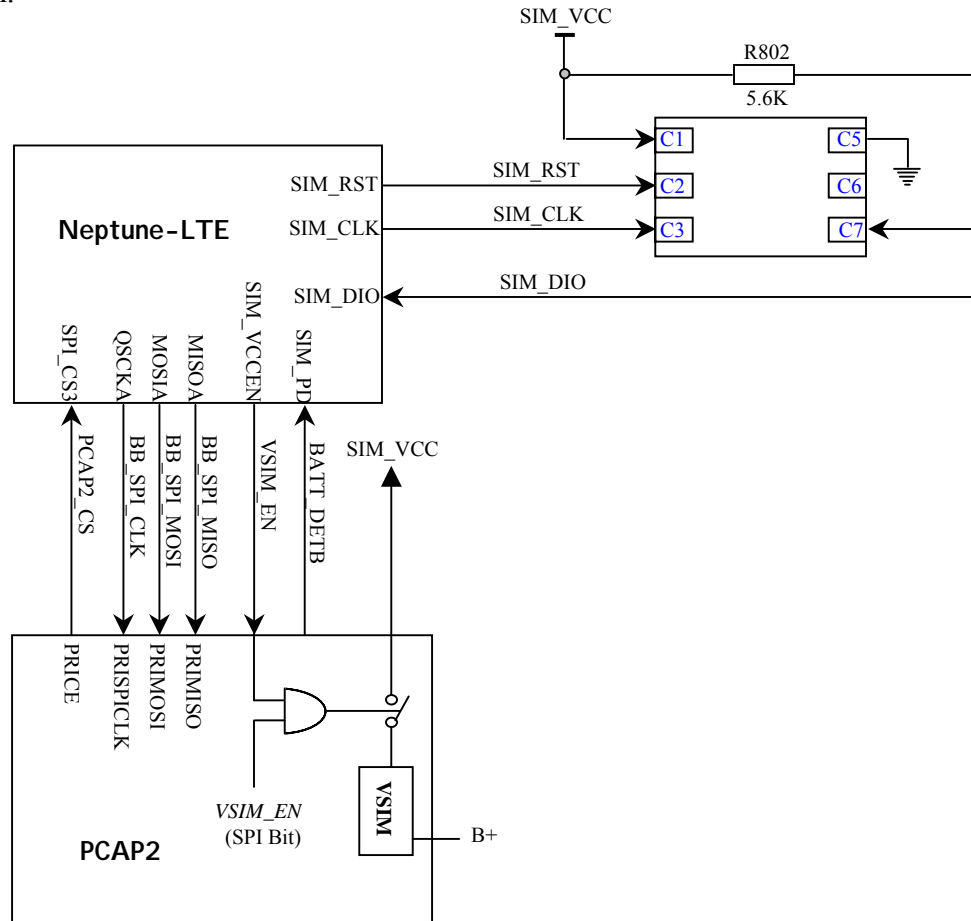 SIM_VCC
R802
5.6K
C1
C5
SIM_RST
SIM_RST
C2
C6
Neptune-LTE
SIM_CLK
SIM_CLK
C3
C7
SIM_DIO
SIM_DIO
SPI_CS3
QSCKA
MOSIA
MISOA
SIM_VCCEN
SIM_PD
PCAP2_CS
BB_SPI_CLK
BB_SPI_MOSI
BB_SPI_MISO
VSIM_EN
BATT_DETB
SIM_VCC
PRICE
PRISPICLK
PRIMOSI
PRIMISO
VSIM_EN
(SPI Bit)
VSIM
B+
PCAP2